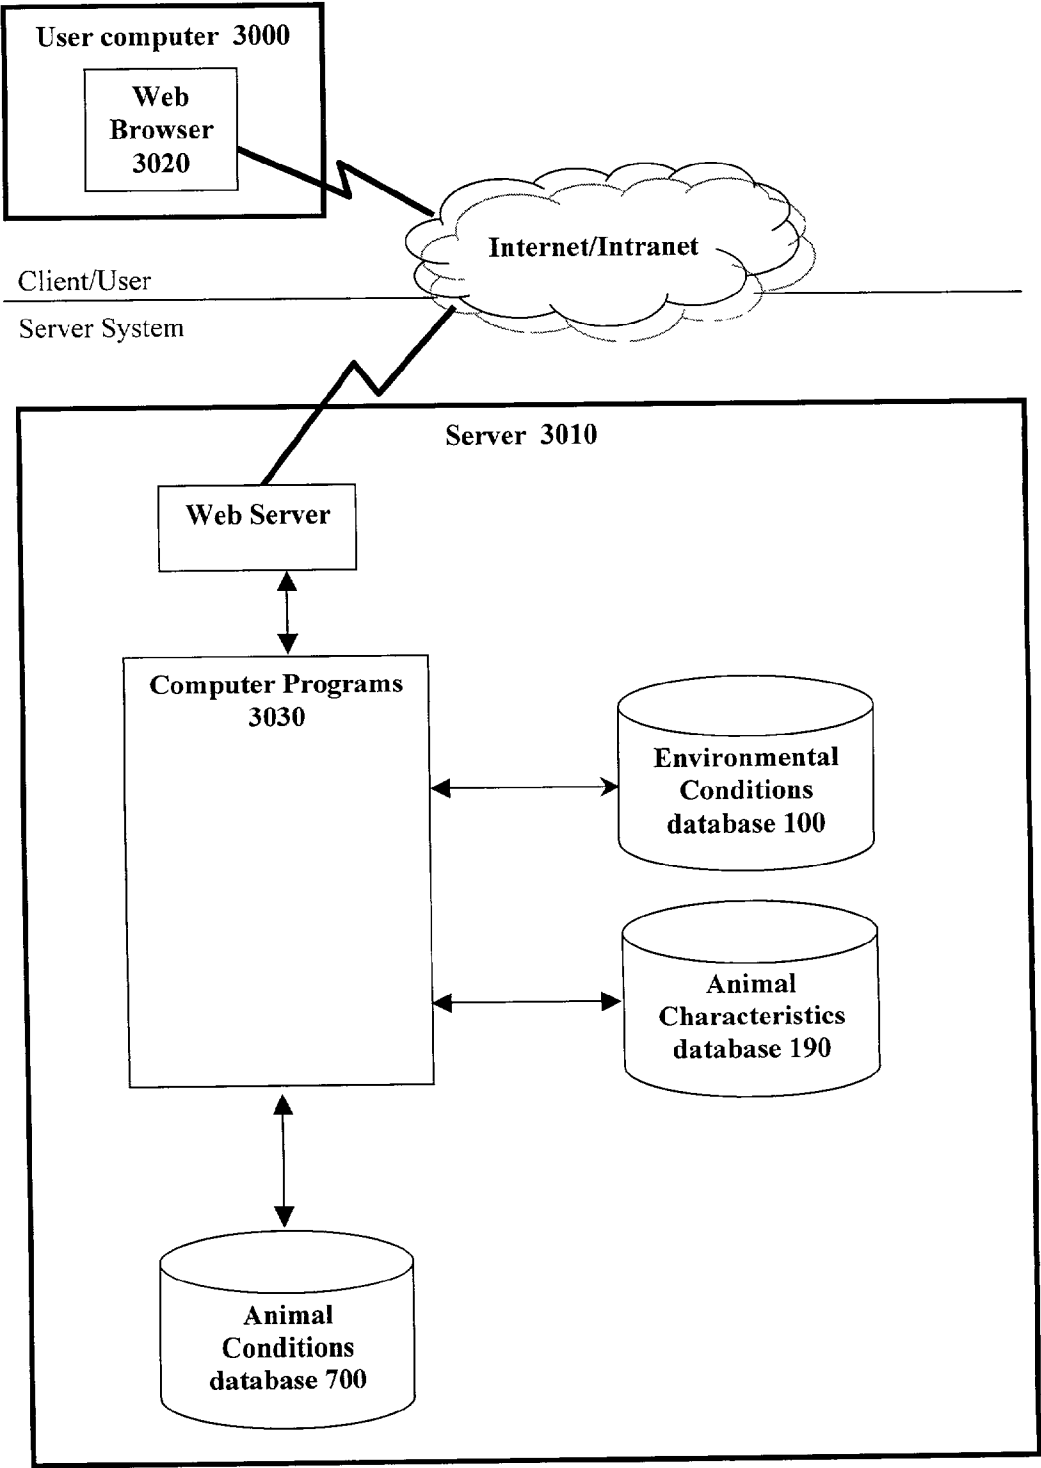 User computer 3000
Web
Browser
3020
Internet/Intranet
Client/User
Server System
Server 3010
Web Server
Computer Programs
3030
Environmental
Conditions
database 100
Animal
Characteristics
database 190
Animal
Conditions
database 700